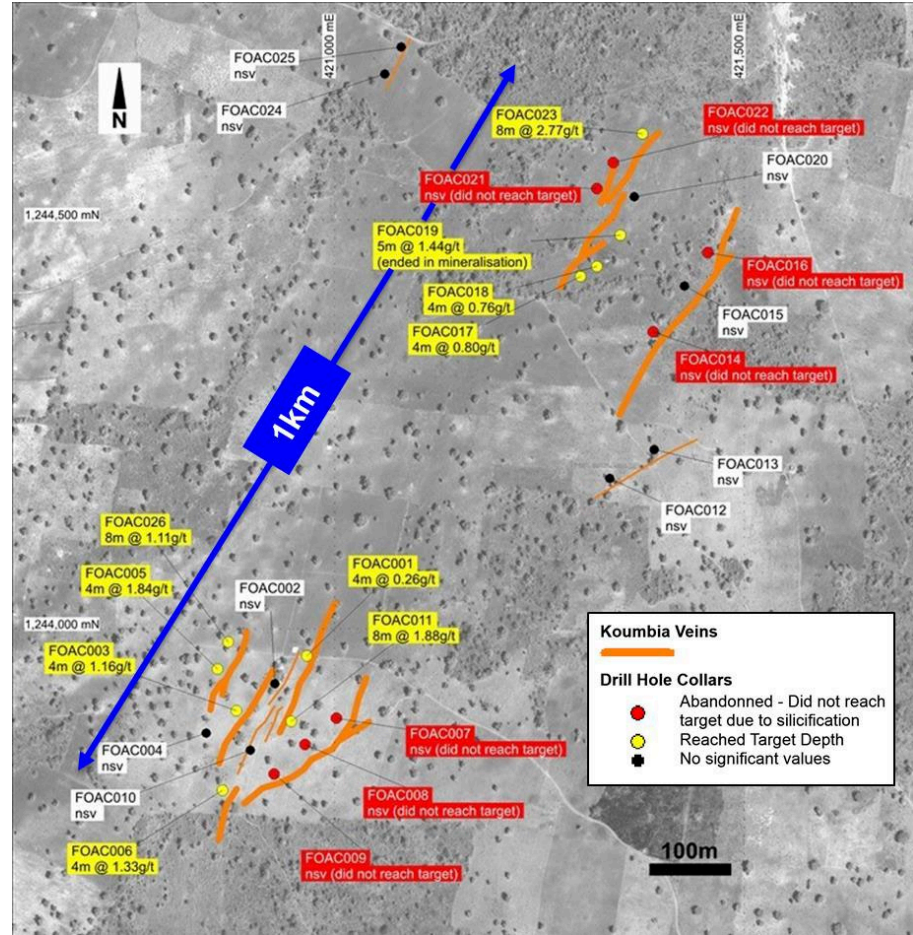 FOAC025
nsv
421,000 mE
421,500 mE
FOAC024
nsv
N
FOAC023
8m @ 2.77g/t
FOAC022
nsv (did not reach target)
FOAC020
nsv
FOAC021
nsv (did not reach target)
1,244,500 mN
FOAC019
5m @ 1.44g/t
(ended in mineralisation)
FOAC016
nsv (did not reach target)
FOAC018
4m @ 0.76g/t
FOAC015
nsv
FOAC017
4m @ 0.80g/t
FOAC014
nsv (did not reach target)
1km
FOAC013
nsv
FOAC012
nsv
FOAC026
8m @ 1.11g/t
FOAC005
4m @ 1.84g/t
FOAC002
nsv
FOAC001
4m @ 0.26g/t
1,244,000 mN
FOAC011
8m @ 1.88g/t
FOAC003
4m @ 1.16g/t
FOAC007
nsv (did not reach target)
FOAC004
nsv
FOAC008
nsv (did not reach target)
FOAC010
nsv
FOAC006
4m @ 1.33g/t
FOAC009
nsv (did not reach target)
Koumbia Veins
Drill Hole Collars
Abandonned - Did not reach
target due to silicification
Reached Target Depth
No significant values
100m